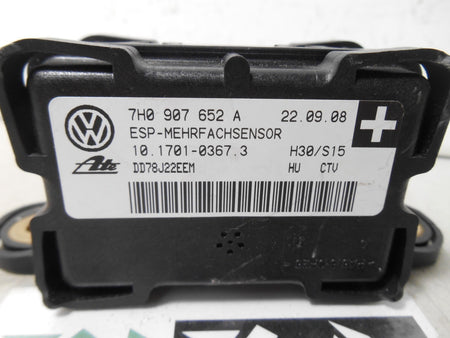 7H0 907 652 A 22.09.08
ESP-MEHRFACHSENSOR
10.1701-0367.3 H30/S15
Ate DD78J22EEM HU CTV